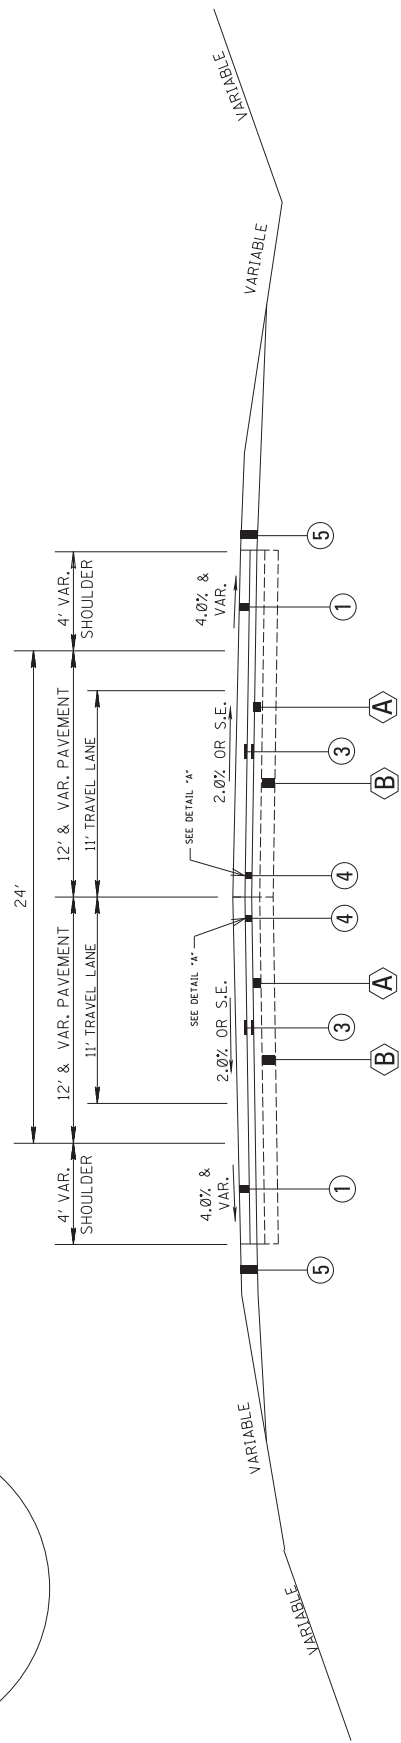 24'
4' VAR.
SHOULDER
12' & VAR. PAVEMENT
12' & VAR. PAVEMENT
4' VAR.
SHOULDER
11' TRAVEL LANE
11' TRAVEL LANE
SEE DETAIL "A"
SEE DETAIL "A"
4.0% &
VAR.
2.0% OR S.E.
2.0% OR S.E.
4.0% &
VAR.
VARIABLE
VARIABLE
VARIABLE
VARIABLE
5
1
3
4
4
3
1
5
B
A
B
A